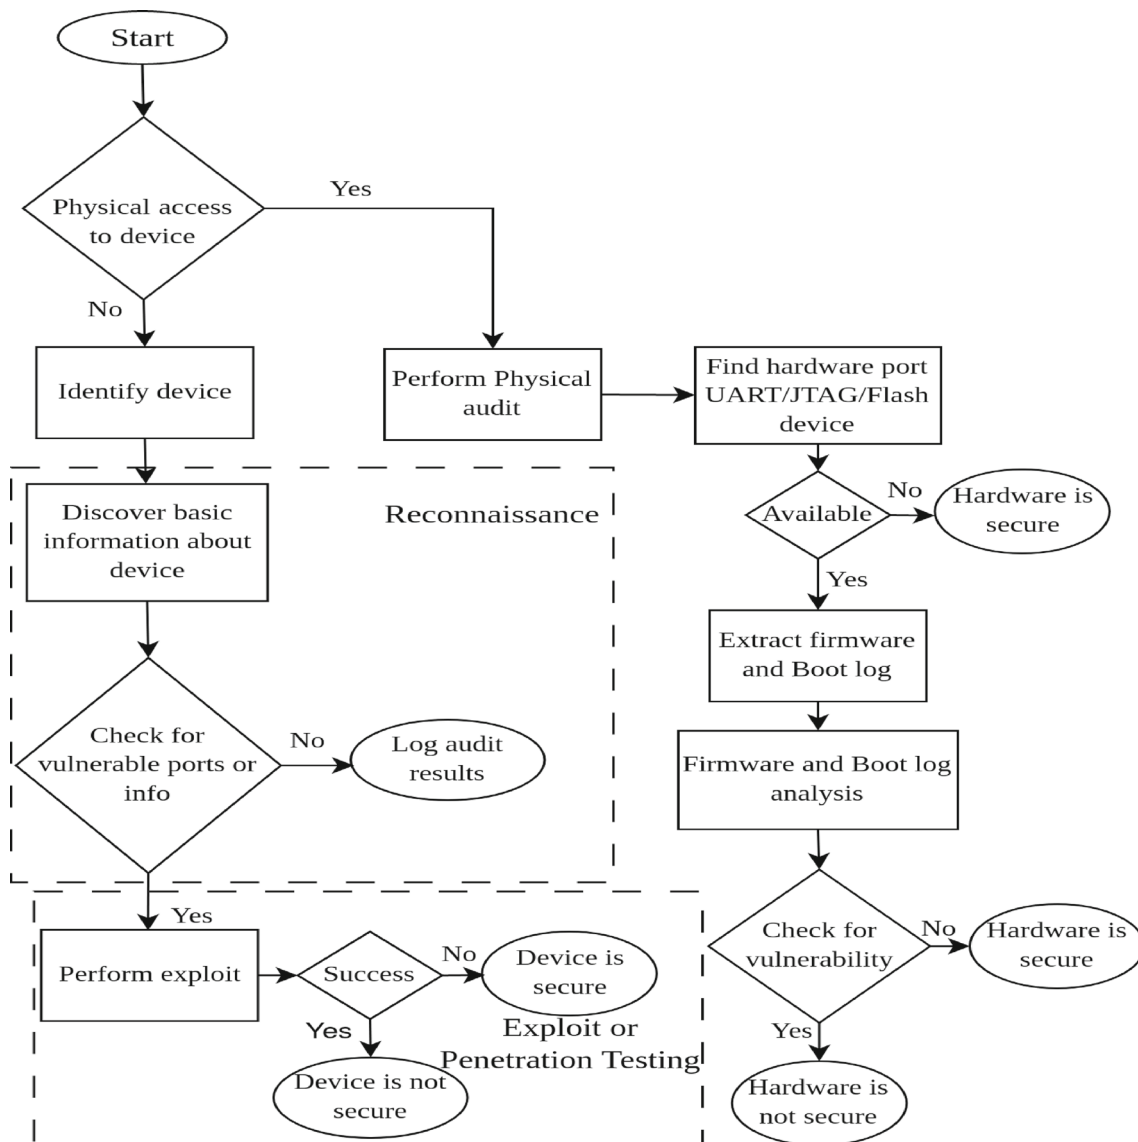 Start
Physical access
to device
Yes
No
Identify device
Perform Physical
audit
Find hardware port
UART/JTAG/Flash
device
Available
No
Hardware is
secure
Yes
Extract firmware
and Boot log
Firmware and Boot log
analysis
Check for
vulnerability
No
Hardware is
secure
Yes
Hardware is
not secure
Reconnaissance
Discover basic
information about
device
Check for
vulnerable ports or
info
No
Log audit
results
Yes
Perform exploit
Success
No
Device is
secure
Yes
Device is not
secure
Exploit or
Penetration Testing